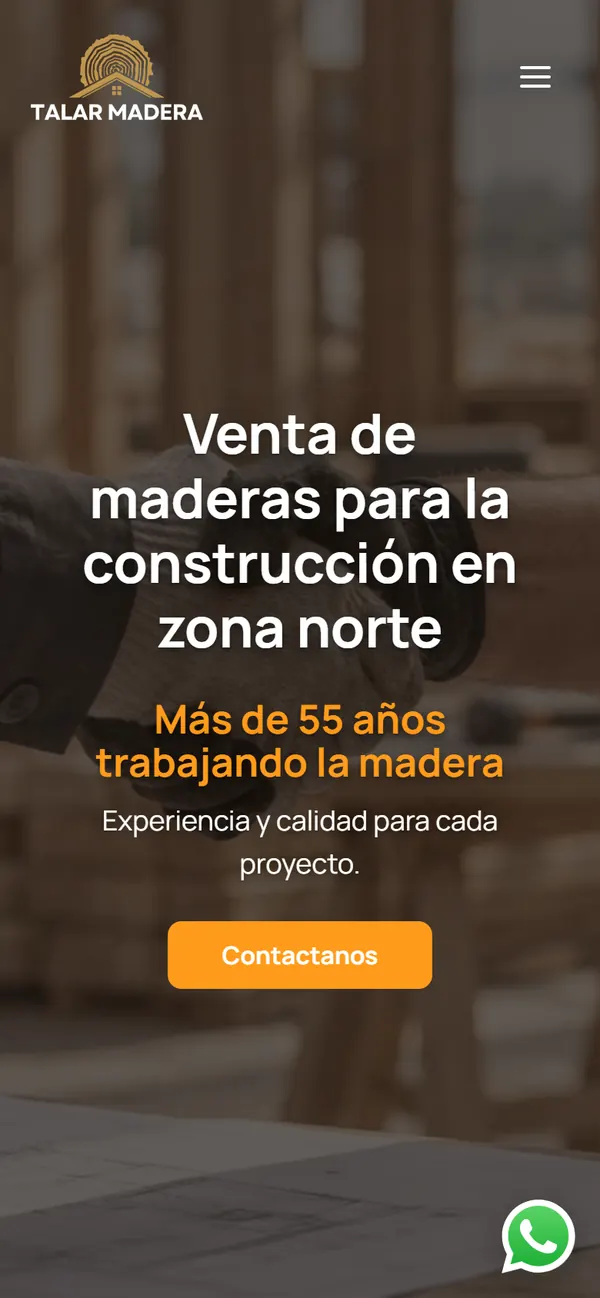 TALAR MADERA
Venta de
maderas para la
construcción en
zona norte
Más de 55 años
trabajando la madera
Experiencia y calidad para cada
proyecto.
Contactanos